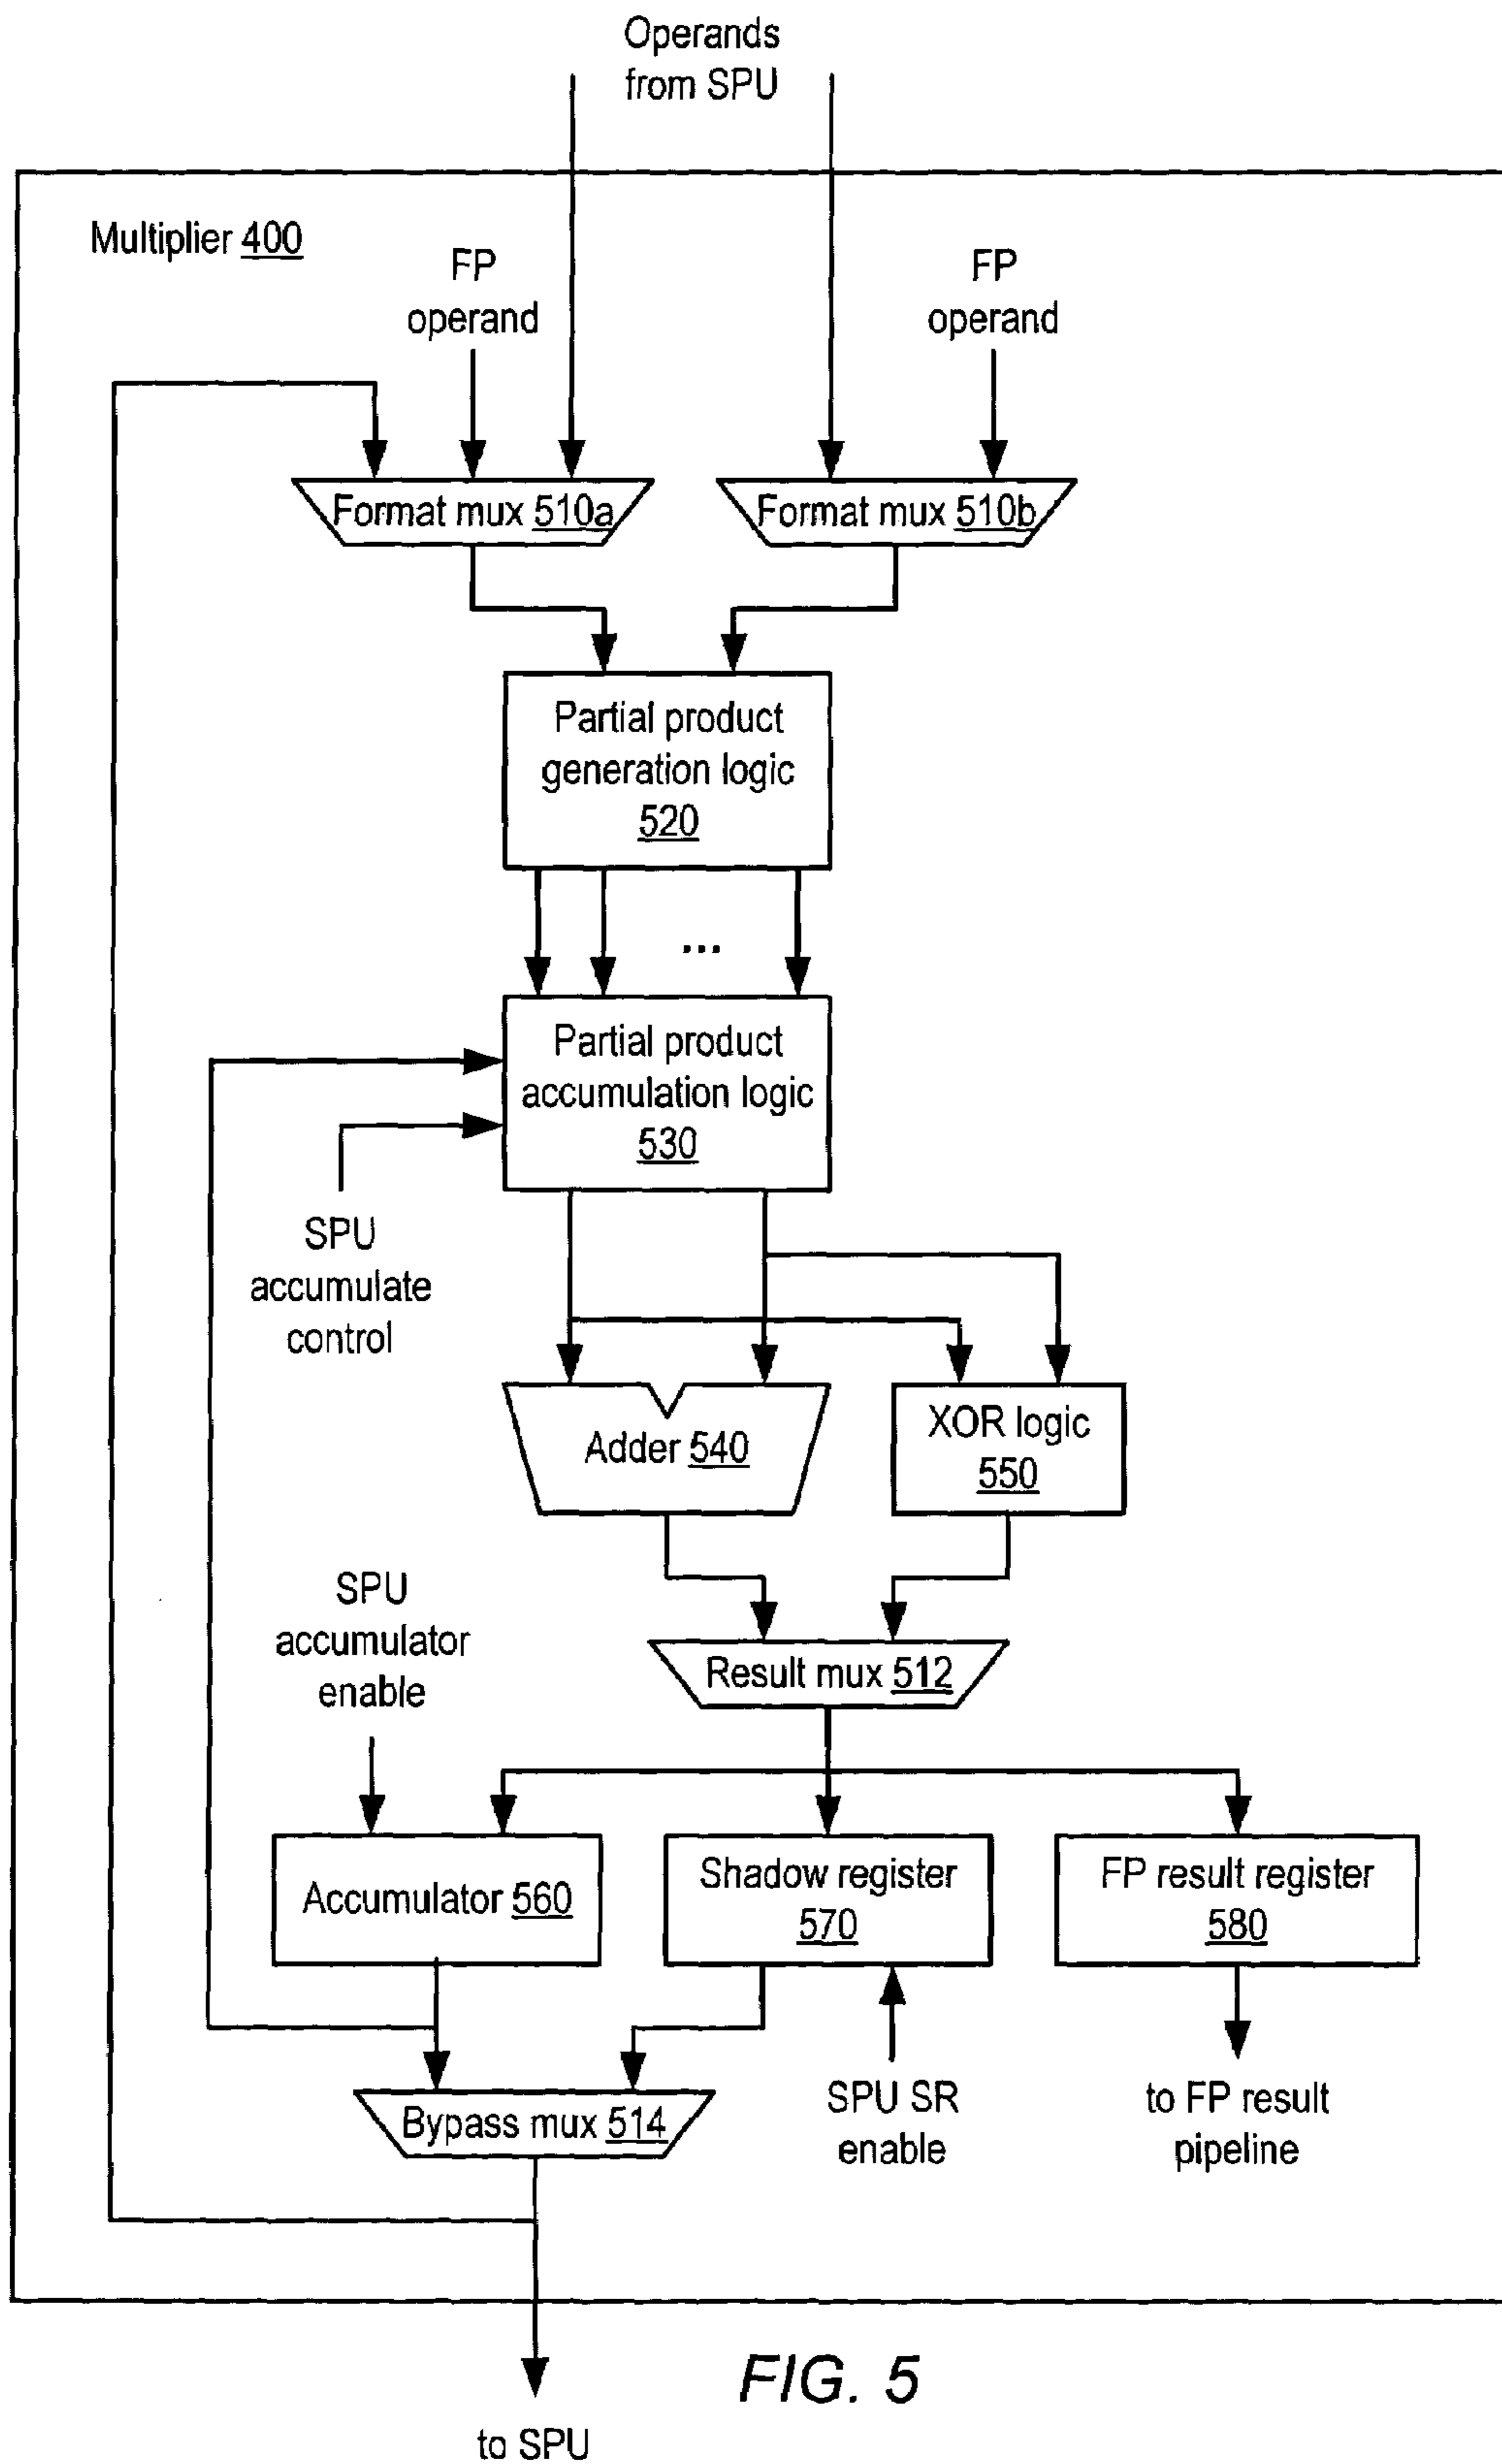 Operands
from SPU
Multiplier 400
FP
operand
FP
operand
Format mux 510a
Format mux 510b
Partial product
generation logic
520
...
Partial product
accumulation logic
530
SPU
accumulate
control
Adder 540
XOR logic
550
SPU
accumulator
enable
Result mux 512
Accumulator 560
Shadow register
570
FP result register
580
Bypass mux 514
SPU SR
enable
to FP result
pipeline
FIG. 5
to SPU